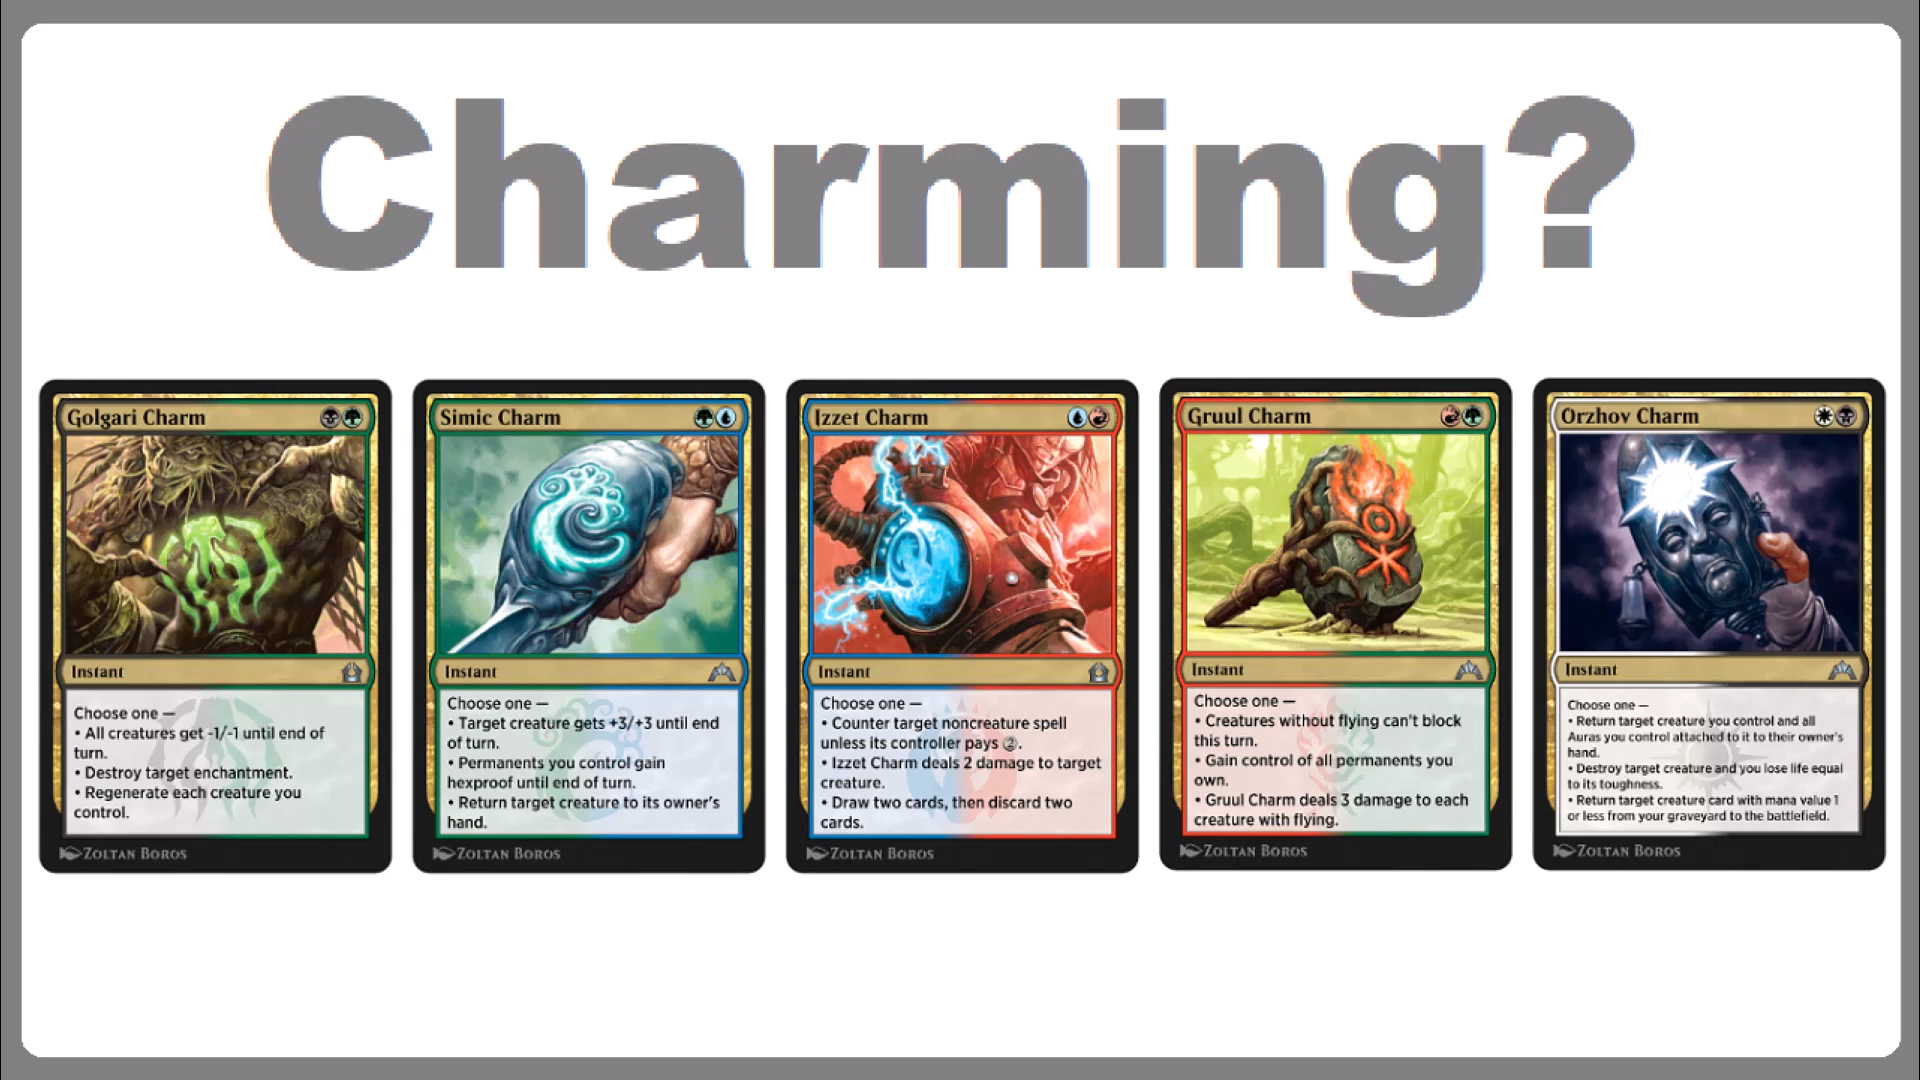 Charming?
Golgari Charm
Instant
Choose one —
• All creatures get -1/-1 until end of
turn.
• Destroy target enchantment.
• Regenerate each creature you
control.
Zoltan Boros
Simic Charm
Instant
Choose one —
• Target creature gets +3/+3 until end
of turn.
• Permanents you control gain
hexproof until end of turn.
• Return target creature to its owner's
hand.
Zoltan Boros
Izzet Charm
Instant
Choose one —
• Counter target noncreature spell
unless its controller pays 2.
• Izzet Charm deals 2 damage to target
creature.
• Draw two cards, then discard two
cards.
Zoltan Boros
Gruul Charm
Instant
Choose one —
• Creatures without flying can't block
this turn.
• Gain control of all permanents you
own.
• Gruul Charm deals 3 damage to each
creature with flying.
Zoltan Boros
Orzhov Charm
Instant
Choose one —
• Return target creature you control and all
Auras you control attached to it to their owner's
hand.
• Destroy target creature and you lose life equal
to its toughness.
• Return target creature card with mana value 1
or less from your graveyard to the battlefield.
Zoltan Boros